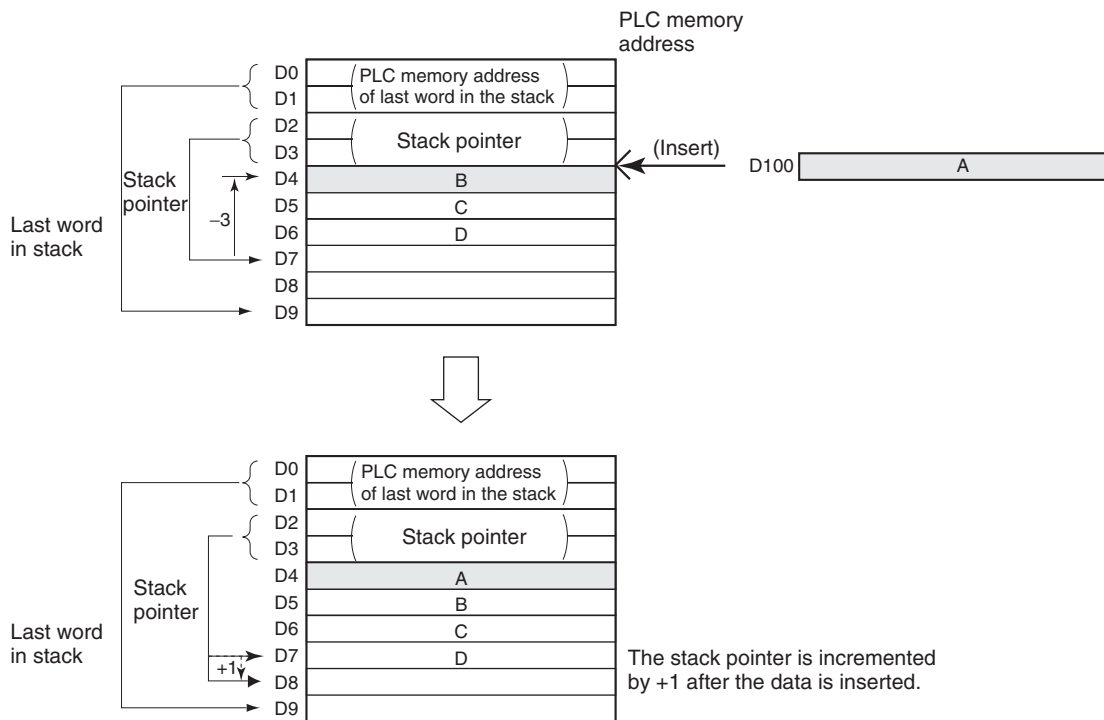 PLC memory
address
D0
(PLC memory address
D1
of last word in the stack)
D2
(Stack pointer)
D3
(Insert)
D100
A
D4
B
Stack
pointer
D5
C
−3
D6
D
Last word
in stack
D7
D8
D9
D0
(PLC memory address
D1
of last word in the stack)
D2
(Stack pointer)
D3
D4
A
Stack
pointer
D5
B
D6
C
Last word
in stack
D7
D
+1
D8
The stack pointer is incremented
by +1 after the data is inserted.
D9